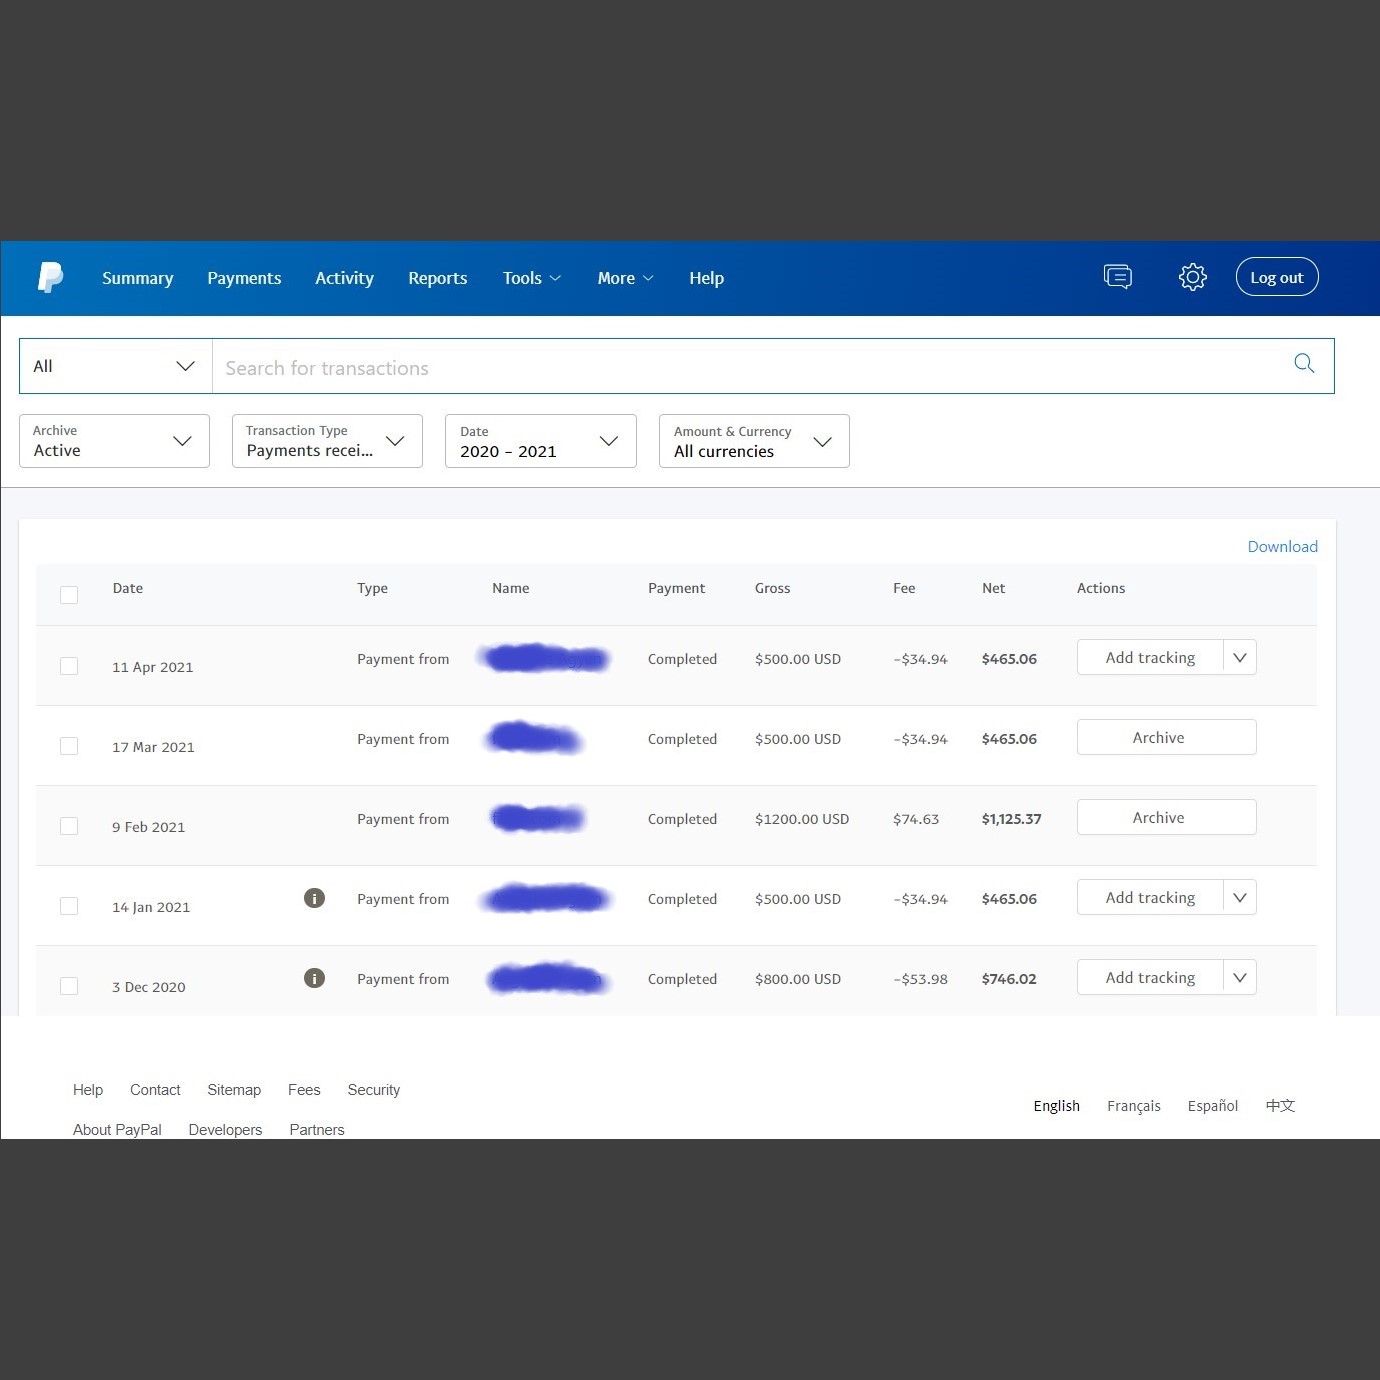 Summary Payments Activity Reports Tools More Help Log out
All Search for transactions
Archive Transaction Type Date Amount & Currency
Active Payments recei... 2020 - 2021 All currencies
Download
Date Type Name Payment Gross Fee Net Actions
11 Apr 2021 Payment from Completed $500.00 USD -$34.94 $465.06 Add tracking
17 Mar 2021 Payment from Completed $500.00 USD -$34.94 $465.06 Archive
9 Feb 2021 Payment from Completed $1200.00 USD $74.63 $1,125.37 Archive
14 Jan 2021 i Payment from Completed $500.00 USD -$34.94 $465.06 Add tracking
3 Dec 2020 i Payment from Completed $800.00 USD -$53.98 $746.02 Add tracking
Help Contact Sitemap Fees Security
English Français Español 中文
About PayPal Developers Partners